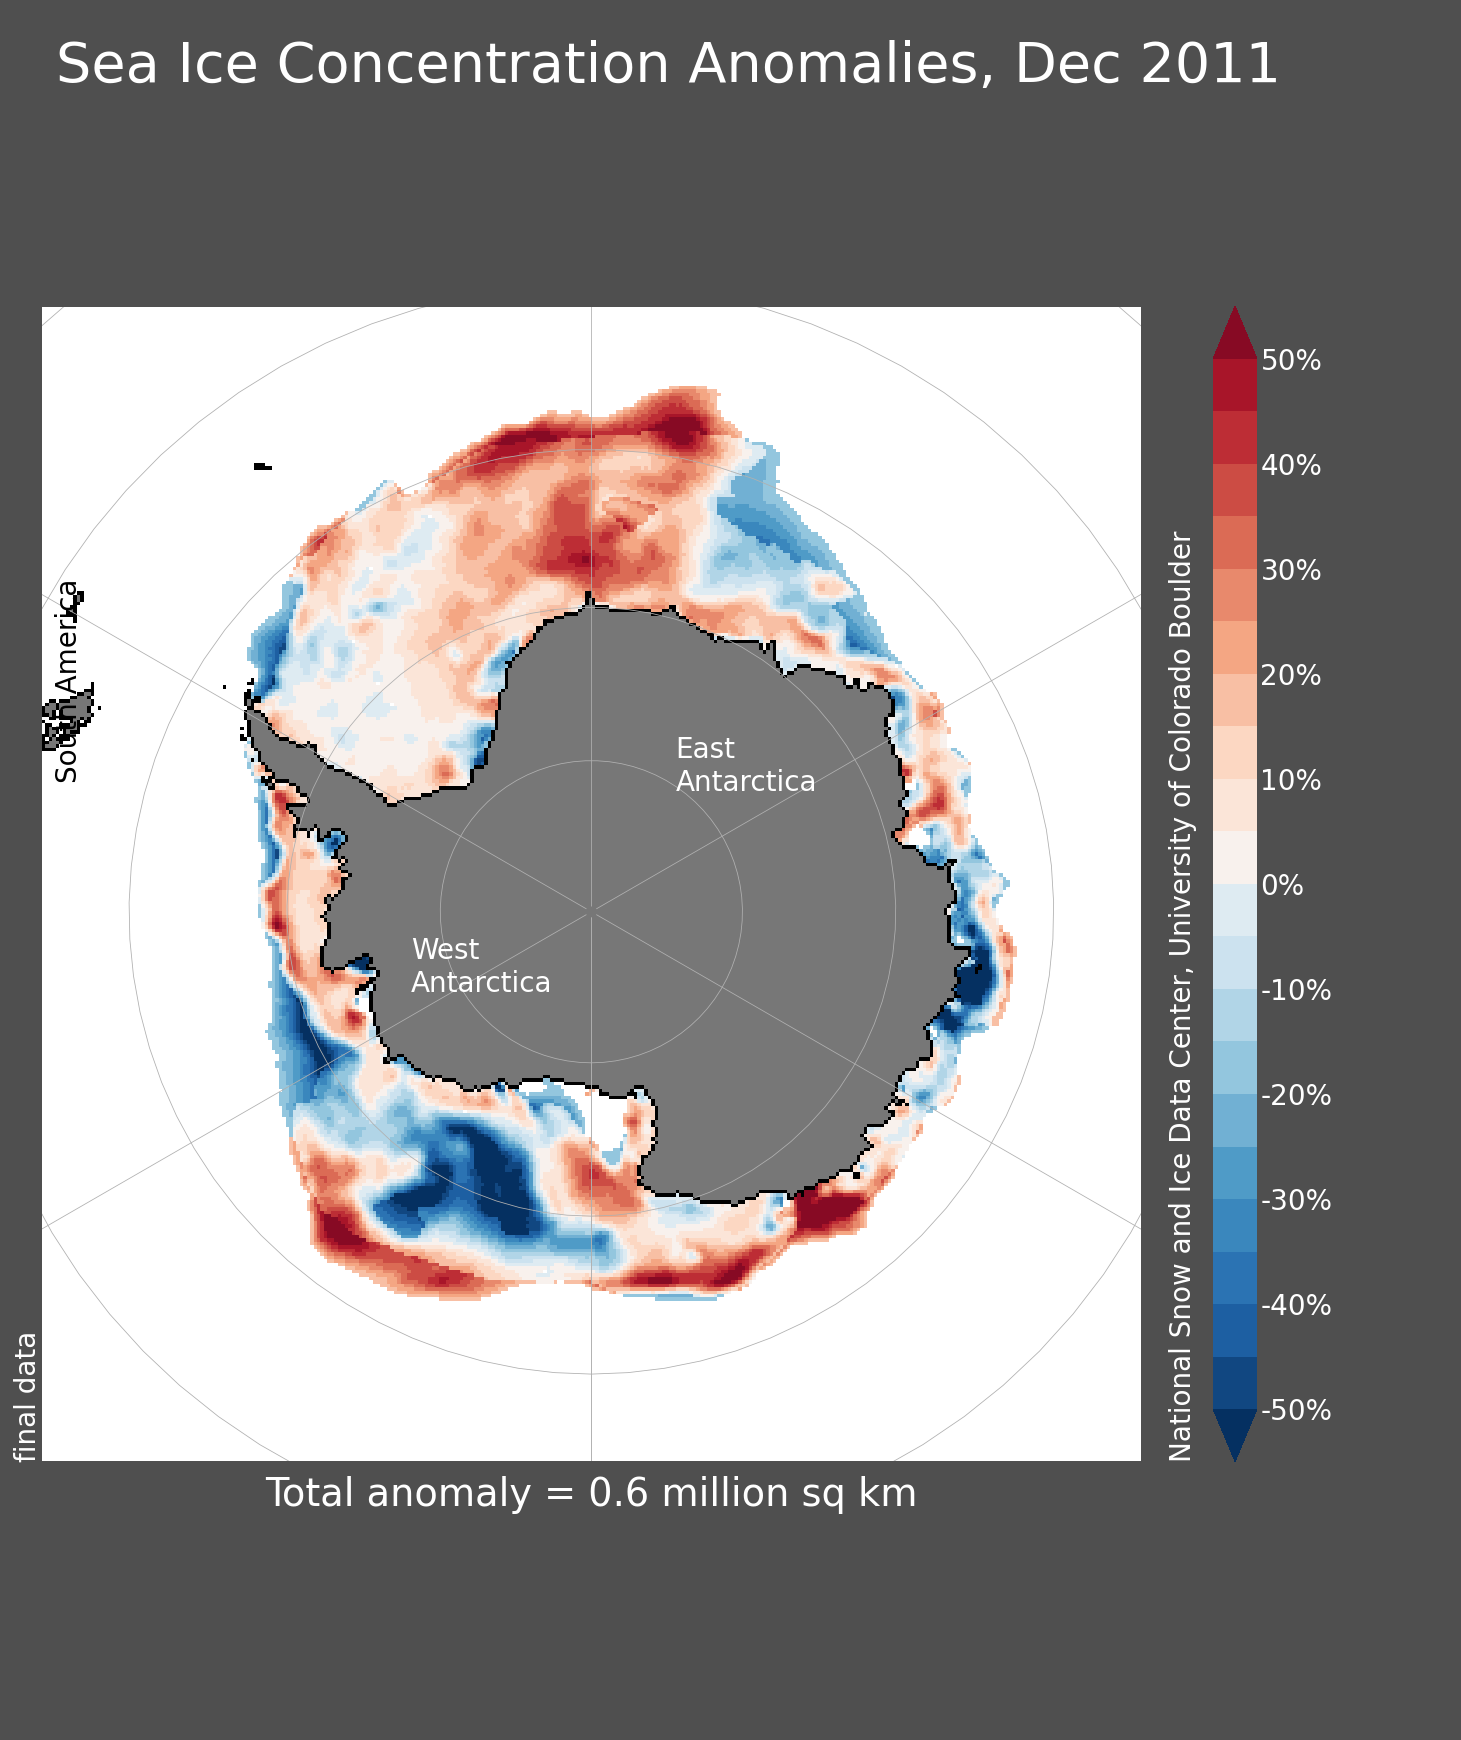 Sea Ice Concentration Anomalies, Dec 2011
South America
East
Antarctica
West
Antarctica
final data
National Snow and Ice Data Center, University of Colorado Boulder
50%
40%
30%
20%
10%
0%
-10%
-20%
-30%
-40%
-50%
Total anomaly = 0.6 million sq km